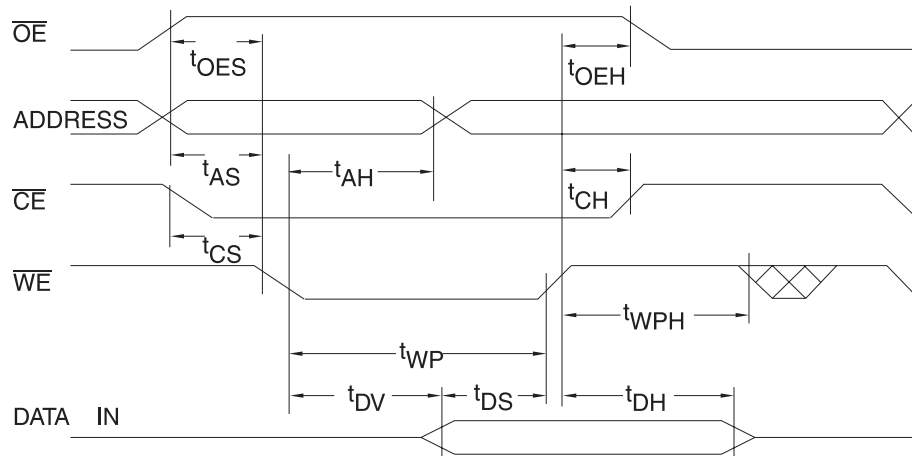 OE
tOES
tOEH
ADDRESS
tAS
tAH
CE
tCH
tCS
WE
tWPH
tWP
tDV
tDS
tDH
DATA IN